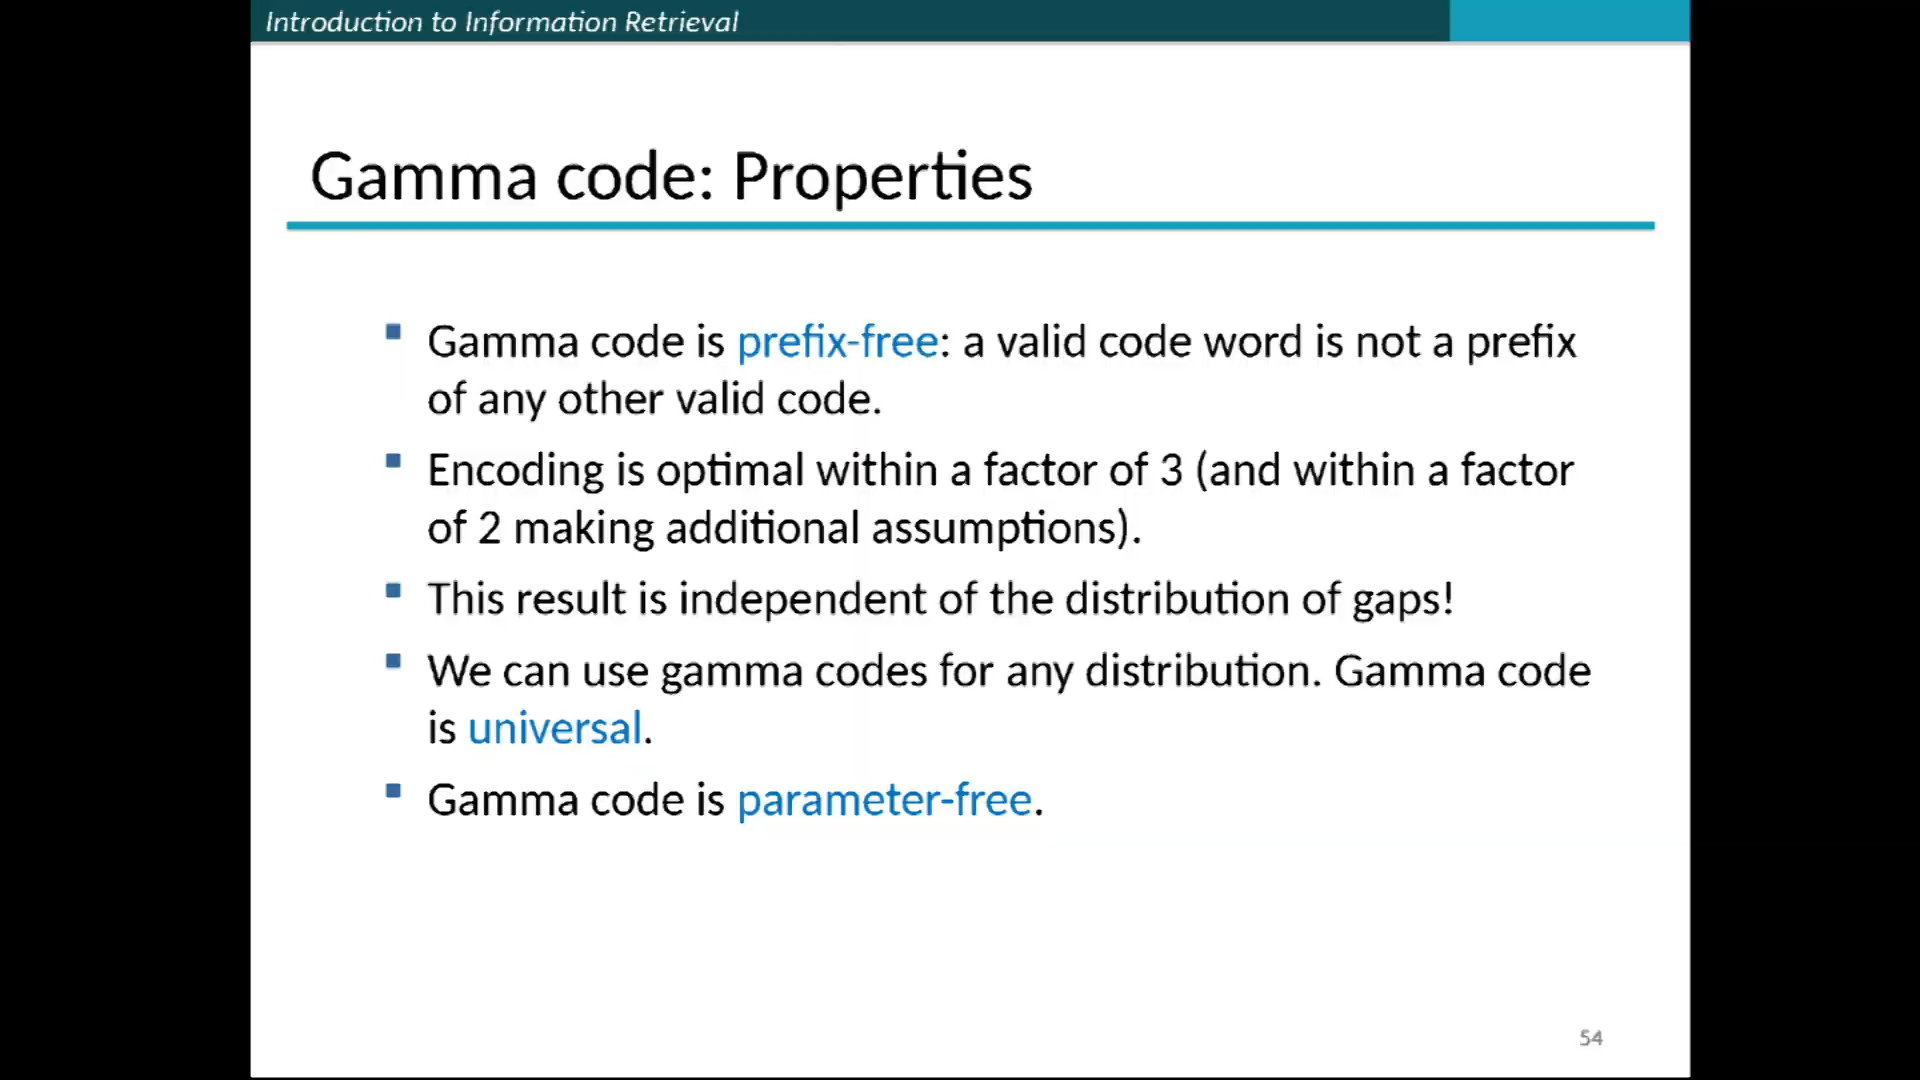 Introduction to Information Retrieval
Gamma code: Properties
Gamma code is prefix-free: a valid code word is not a prefix
of any other valid code.
Encoding is optimal within a factor of 3 (and within a factor
of 2 making additional assumptions).
This result is independent of the distribution of gaps!
We can use gamma codes for any distribution. Gamma code
is universal.
Gamma code is parameter-free.
54